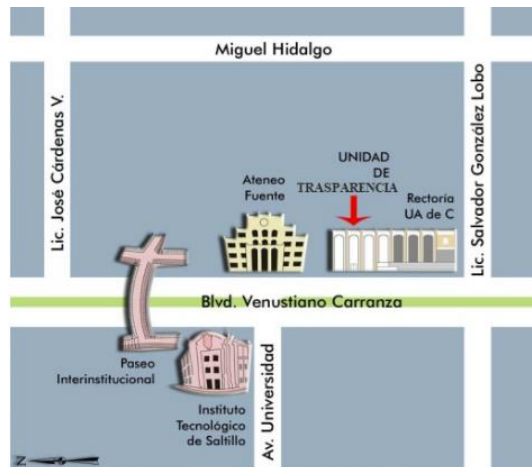 Miguel Hidalgo
Lic. José Cárdenas V.
Lic. Salvador González Lobo
UNIDAD
DE
TRASPARENCIA
Ateneo
Fuente
Rectoría
UA de C
Blvd. Venustiano Carranza
Paseo
Interinstitucional
Instituto
Tecnológico
de Saltillo
Av. Universidad
N